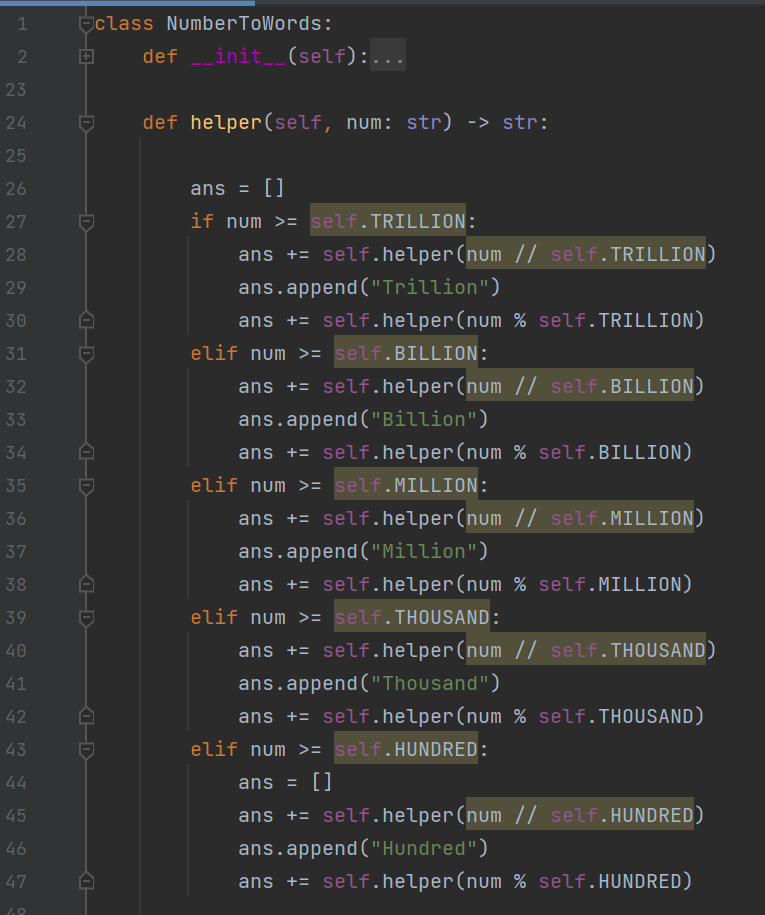 1 class NumberToWords:
2     def __init__(self):...
23
24     def helper(self, num: str) -> str:
25
26         ans = []
27         if num >= self.TRILLION:
28             ans += self.helper(num // self.TRILLION)
29             ans.append("Trillion")
30             ans += self.helper(num % self.TRILLION)
31         elif num >= self.BILLION:
32             ans += self.helper(num // self.BILLION)
33             ans.append("Billion")
34             ans += self.helper(num % self.BILLION)
35         elif num >= self.MILLION:
36             ans += self.helper(num // self.MILLION)
37             ans.append("Million")
38             ans += self.helper(num % self.MILLION)
39         elif num >= self.THOUSAND:
40             ans += self.helper(num // self.THOUSAND)
41             ans.append("Thousand")
42             ans += self.helper(num % self.THOUSAND)
43         elif num >= self.HUNDRED:
44             ans = []
45             ans += self.helper(num // self.HUNDRED)
46             ans.append("Hundred")
47             ans += self.helper(num % self.HUNDRED)
48